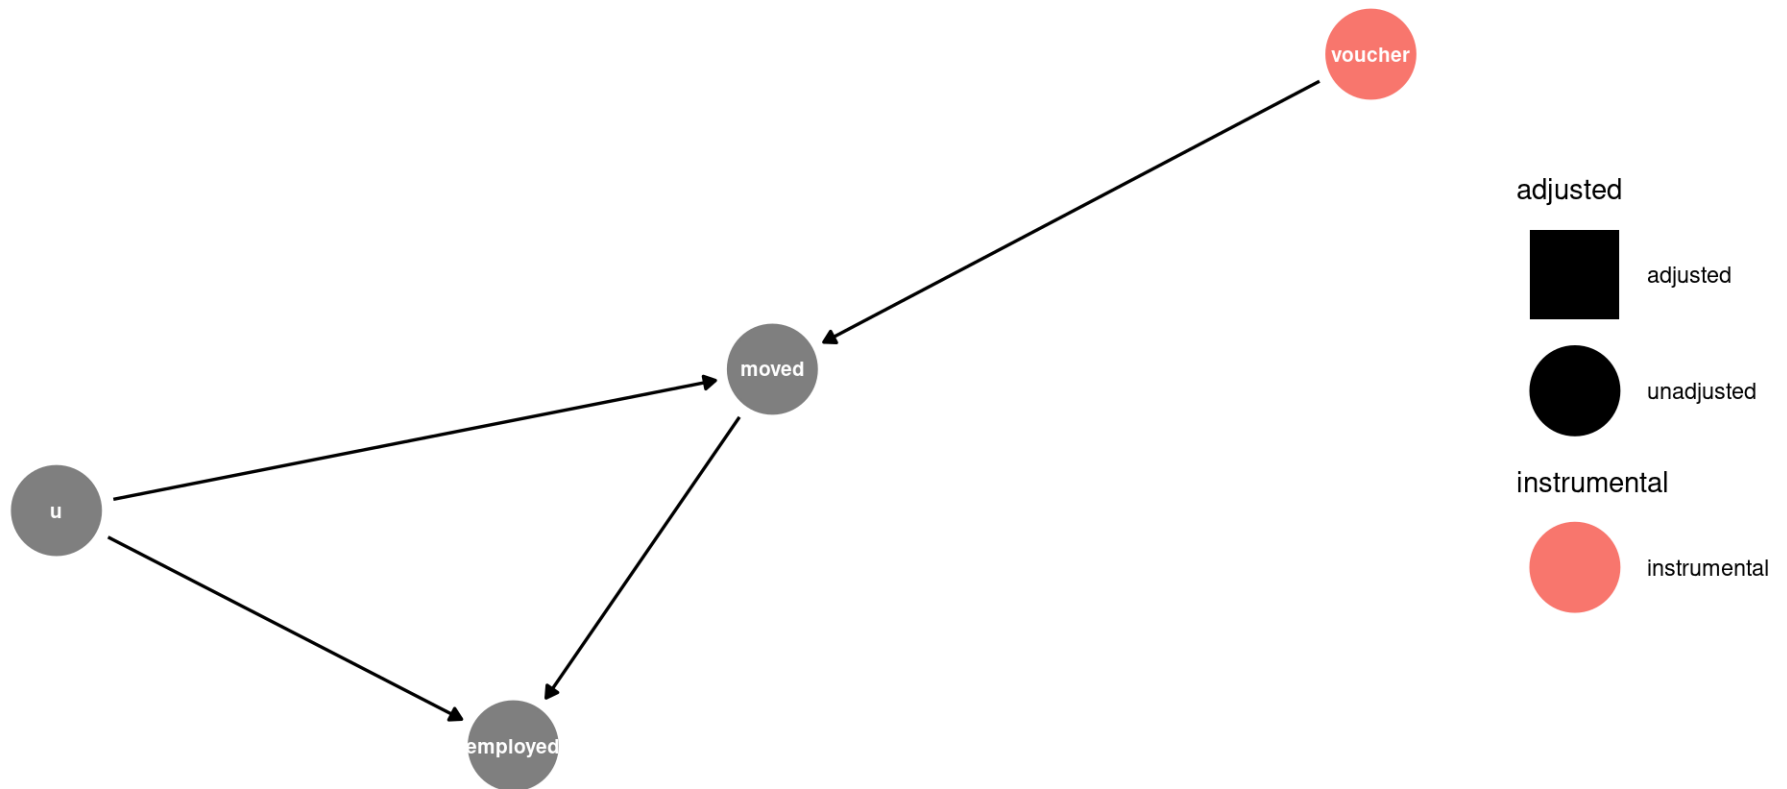 voucher
moved
u
employed
adjusted
adjusted
unadjusted
instrumental
instrumental